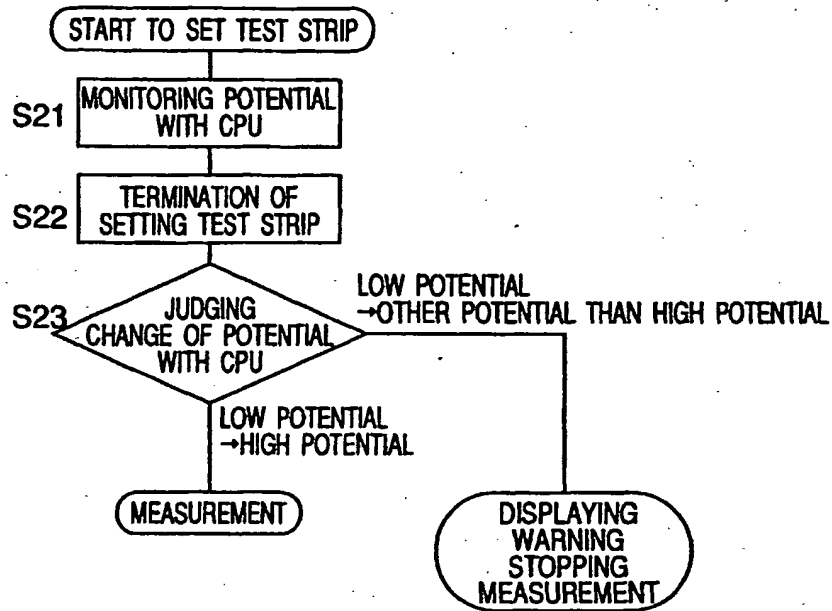 START TO SET TEST STRIP
S21
MONITORING POTENTIAL
WITH CPU
S22
TERMINATION OF
SETTING TEST STRIP
S23
JUDGING
CHANGE OF POTENTIAL
WITH CPU
LOW POTENTIAL
→OTHER POTENTIAL THAN HIGH POTENTIAL
LOW POTENTIAL
→HIGH POTENTIAL
MEASUREMENT
DISPLAYING
WARNING
STOPPING
MEASUREMENT